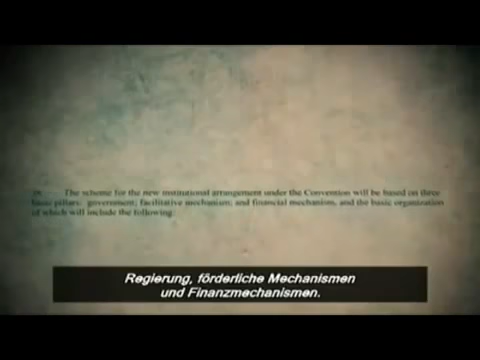 The scheme for the new institutional arrangement under the Convention will be based on three
basic pillars: government; facilitative mechanism; and financial mechanism, and the basic organization
of which will include the following:
Regierung, förderliche Mechanismen
und Finanzmechanismen.